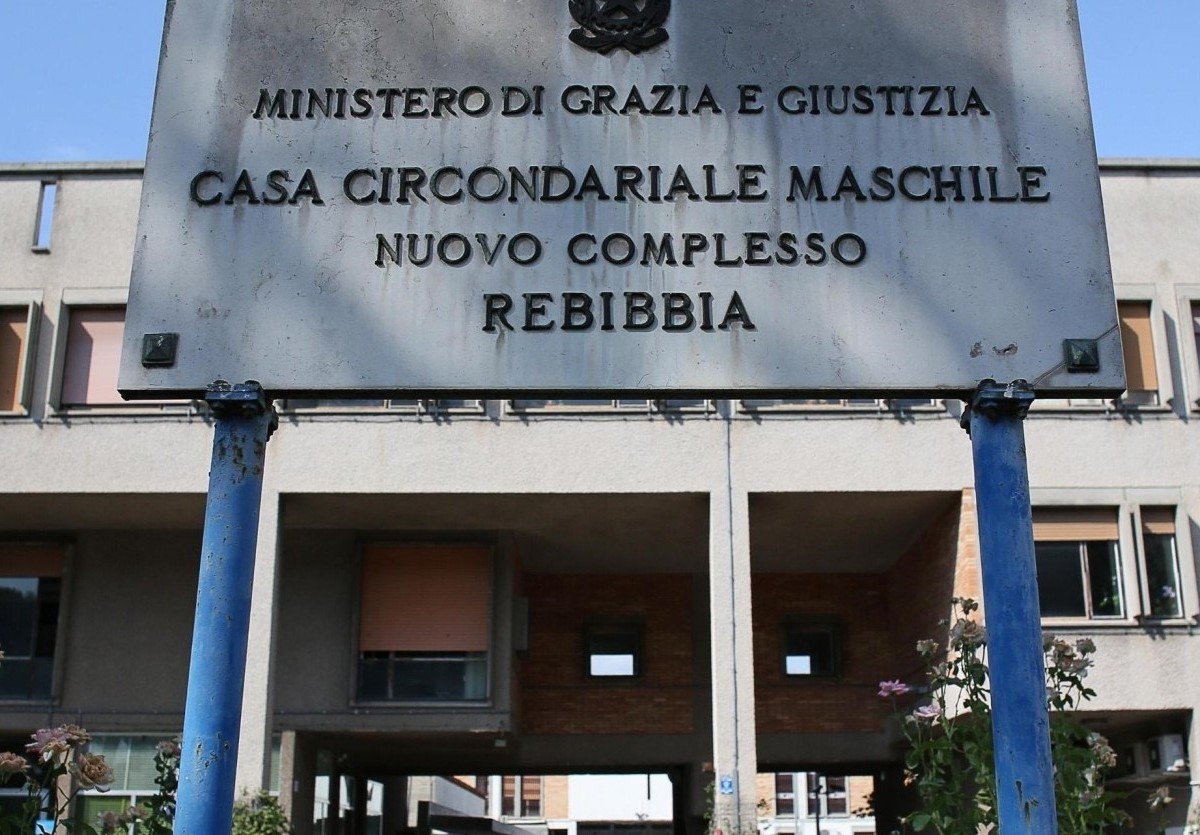 MINISTERO DI GRAZIA E GIUSTIZIA
CASA CIRCONDARIALE MASCHILE
NUOVO COMPLESSO
REBIBBIA